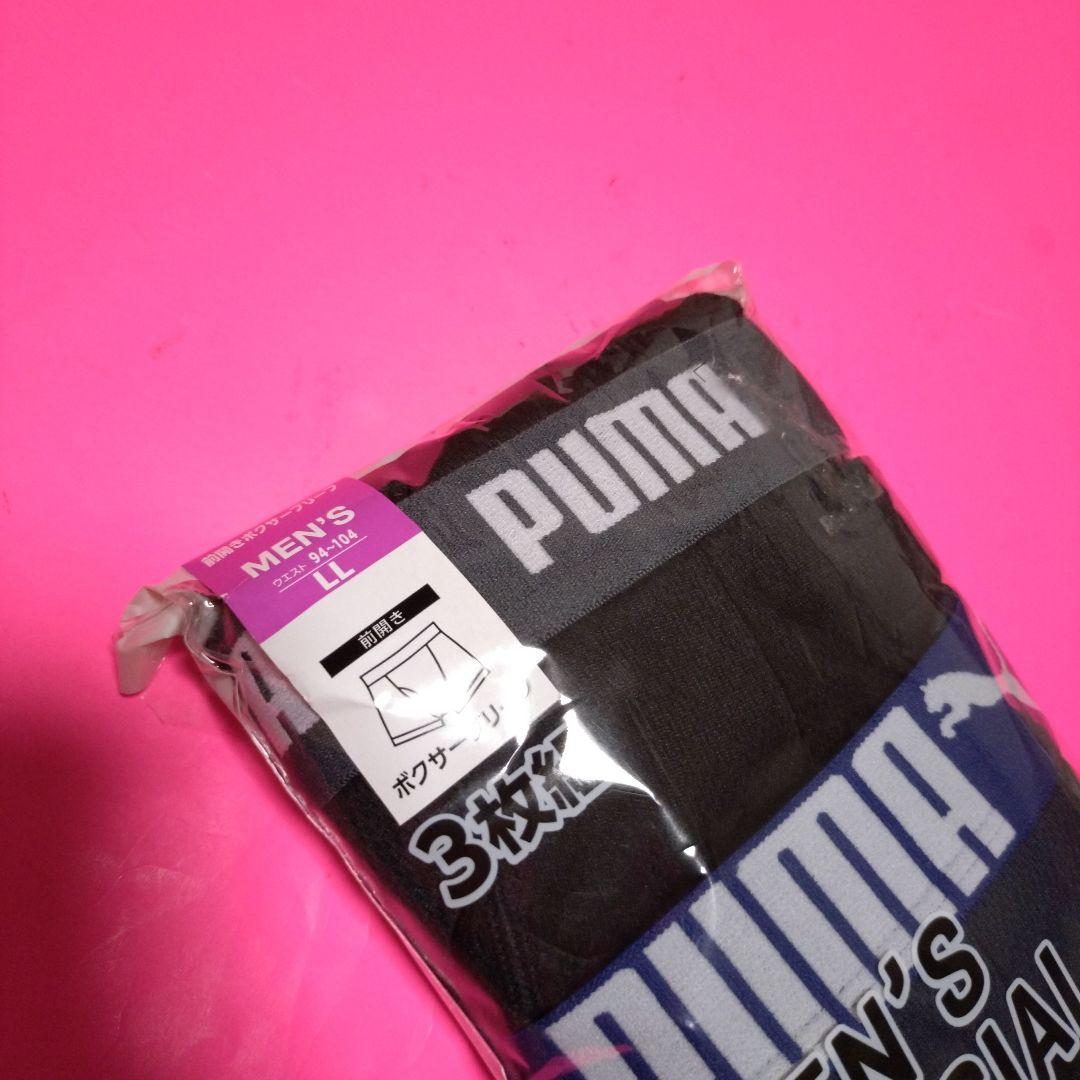 PUMA
前開きボクサーブリーフ
MEN'S
ウエスト 94~104
LL
前開き
ボクサーブリーフ
3枚組
PUMA
MEN'S